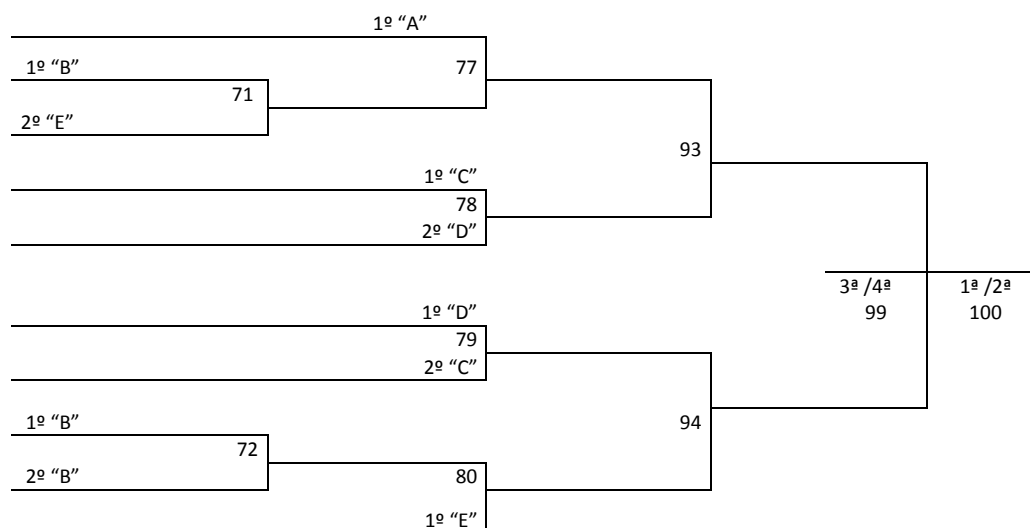 1º “A”
1º “B”
77
71
2º “E”
93
1º “C”
78
2º “D”
3ª /4ª 1ª /2ª
99 100
1º “D”
79
2º “C”
1º “B”
94
72
2º “B”
80
1º “E”